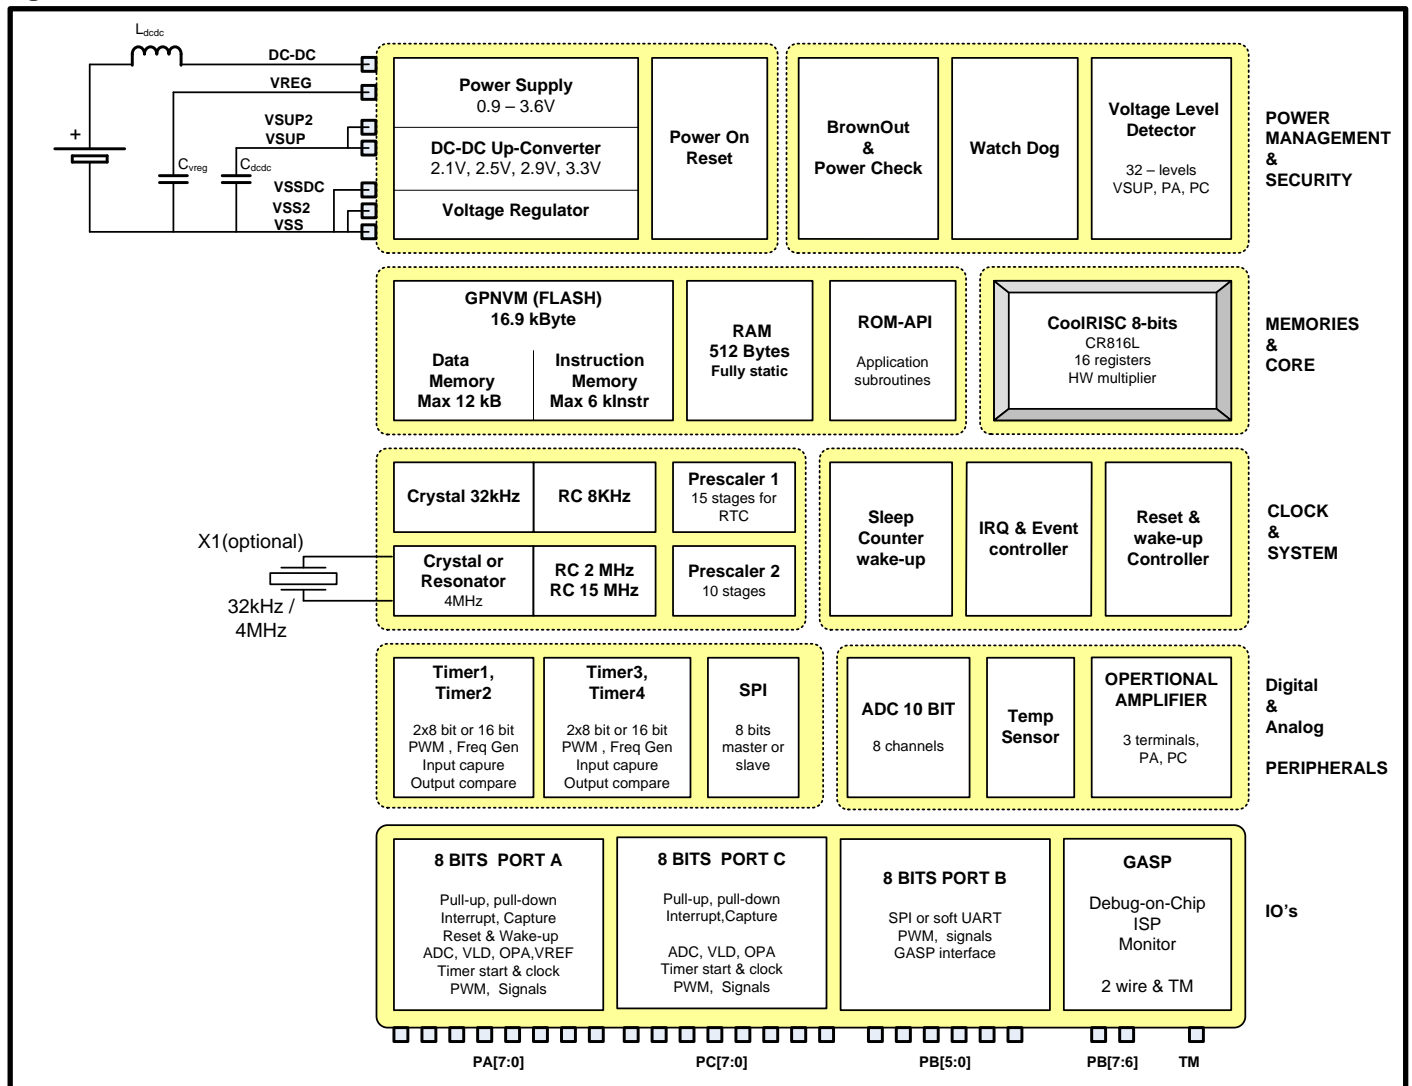 Ldcdc
DC-DC
VREG
VSUP2
VSUP
+
Cvreg
Cdcdc
VSSDC
VSS2
VSS
Power Supply
0.9 – 3.6V
DC-DC Up-Converter
2.1V, 2.5V, 2.9V, 3.3V
Voltage Regulator
Power On
Reset
BrownOut
&
Power Check
Watch Dog
Voltage Level
Detector
32 – levels
VSUP, PA, PC
POWER
MANAGEMENT
&
SECURITY
GPNVM (FLASH)
16.9 kByte
Data
Memory
Max 12 kB
Instruction
Memory
Max 6 kInstr
RAM
512 Bytes
Fully static
ROM-API
Application
subroutines
CoolRISC 8-bits
CR816L
16 registers
HW multiplier
MEMORIES
&
CORE
X1(optional)
32kHz /
4MHz
Crystal 32kHz
RC 8KHz
Prescaler 1
15 stages for
RTC
Crystal or
Resonator
4MHz
RC 2 MHz
RC 15 MHz
Prescaler 2
10 stages
Sleep
Counter
wake-up
IRQ & Event
controller
Reset &
wake-up
Controller
CLOCK
&
SYSTEM
Timer1,
Timer2
2x8 bit or 16 bit
PWM , Freq Gen
Input capure
Output compare
Timer3,
Timer4
2x8 bit or 16 bit
PWM , Freq Gen
Input capure
Output compare
SPI
8 bits
master or
slave
ADC 10 BIT
8 channels
Temp
Sensor
OPERTIONAL
AMPLIFIER
3 terminals,
PA, PC
Digital
&
Analog
PERIPHERALS
8 BITS PORT A
Pull-up, pull-down
Interrupt, Capture
Reset & Wake-up
ADC, VLD, OPA,VREF
Timer start & clock
PWM, Signals
8 BITS PORT C
Pull-up, pull-down
Interrupt,Capture
ADC, VLD, OPA
Timer start & clock
PWM, Signals
8 BITS PORT B
SPI or soft UART
PWM, signals
GASP interface
GASP
Debug-on-Chip
ISP
Monitor
2 wire & TM
IO's
PA[7:0]
PC[7:0]
PB[5:0]
PB[7:6]
TM